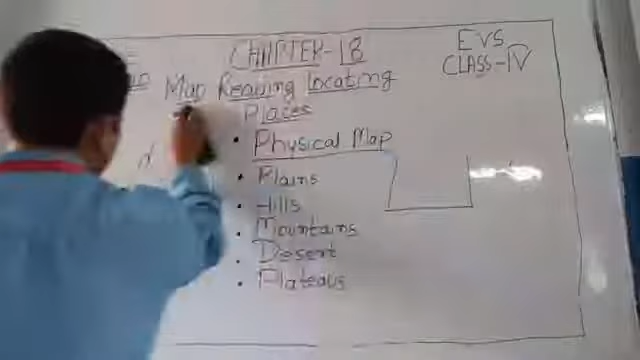 CHAPTER-18
EVS
CLASS-IV
Map Reading Locating
Places
• Physical Map
• Plains
• Hills
• Mountains
• Desert
• Plateaus